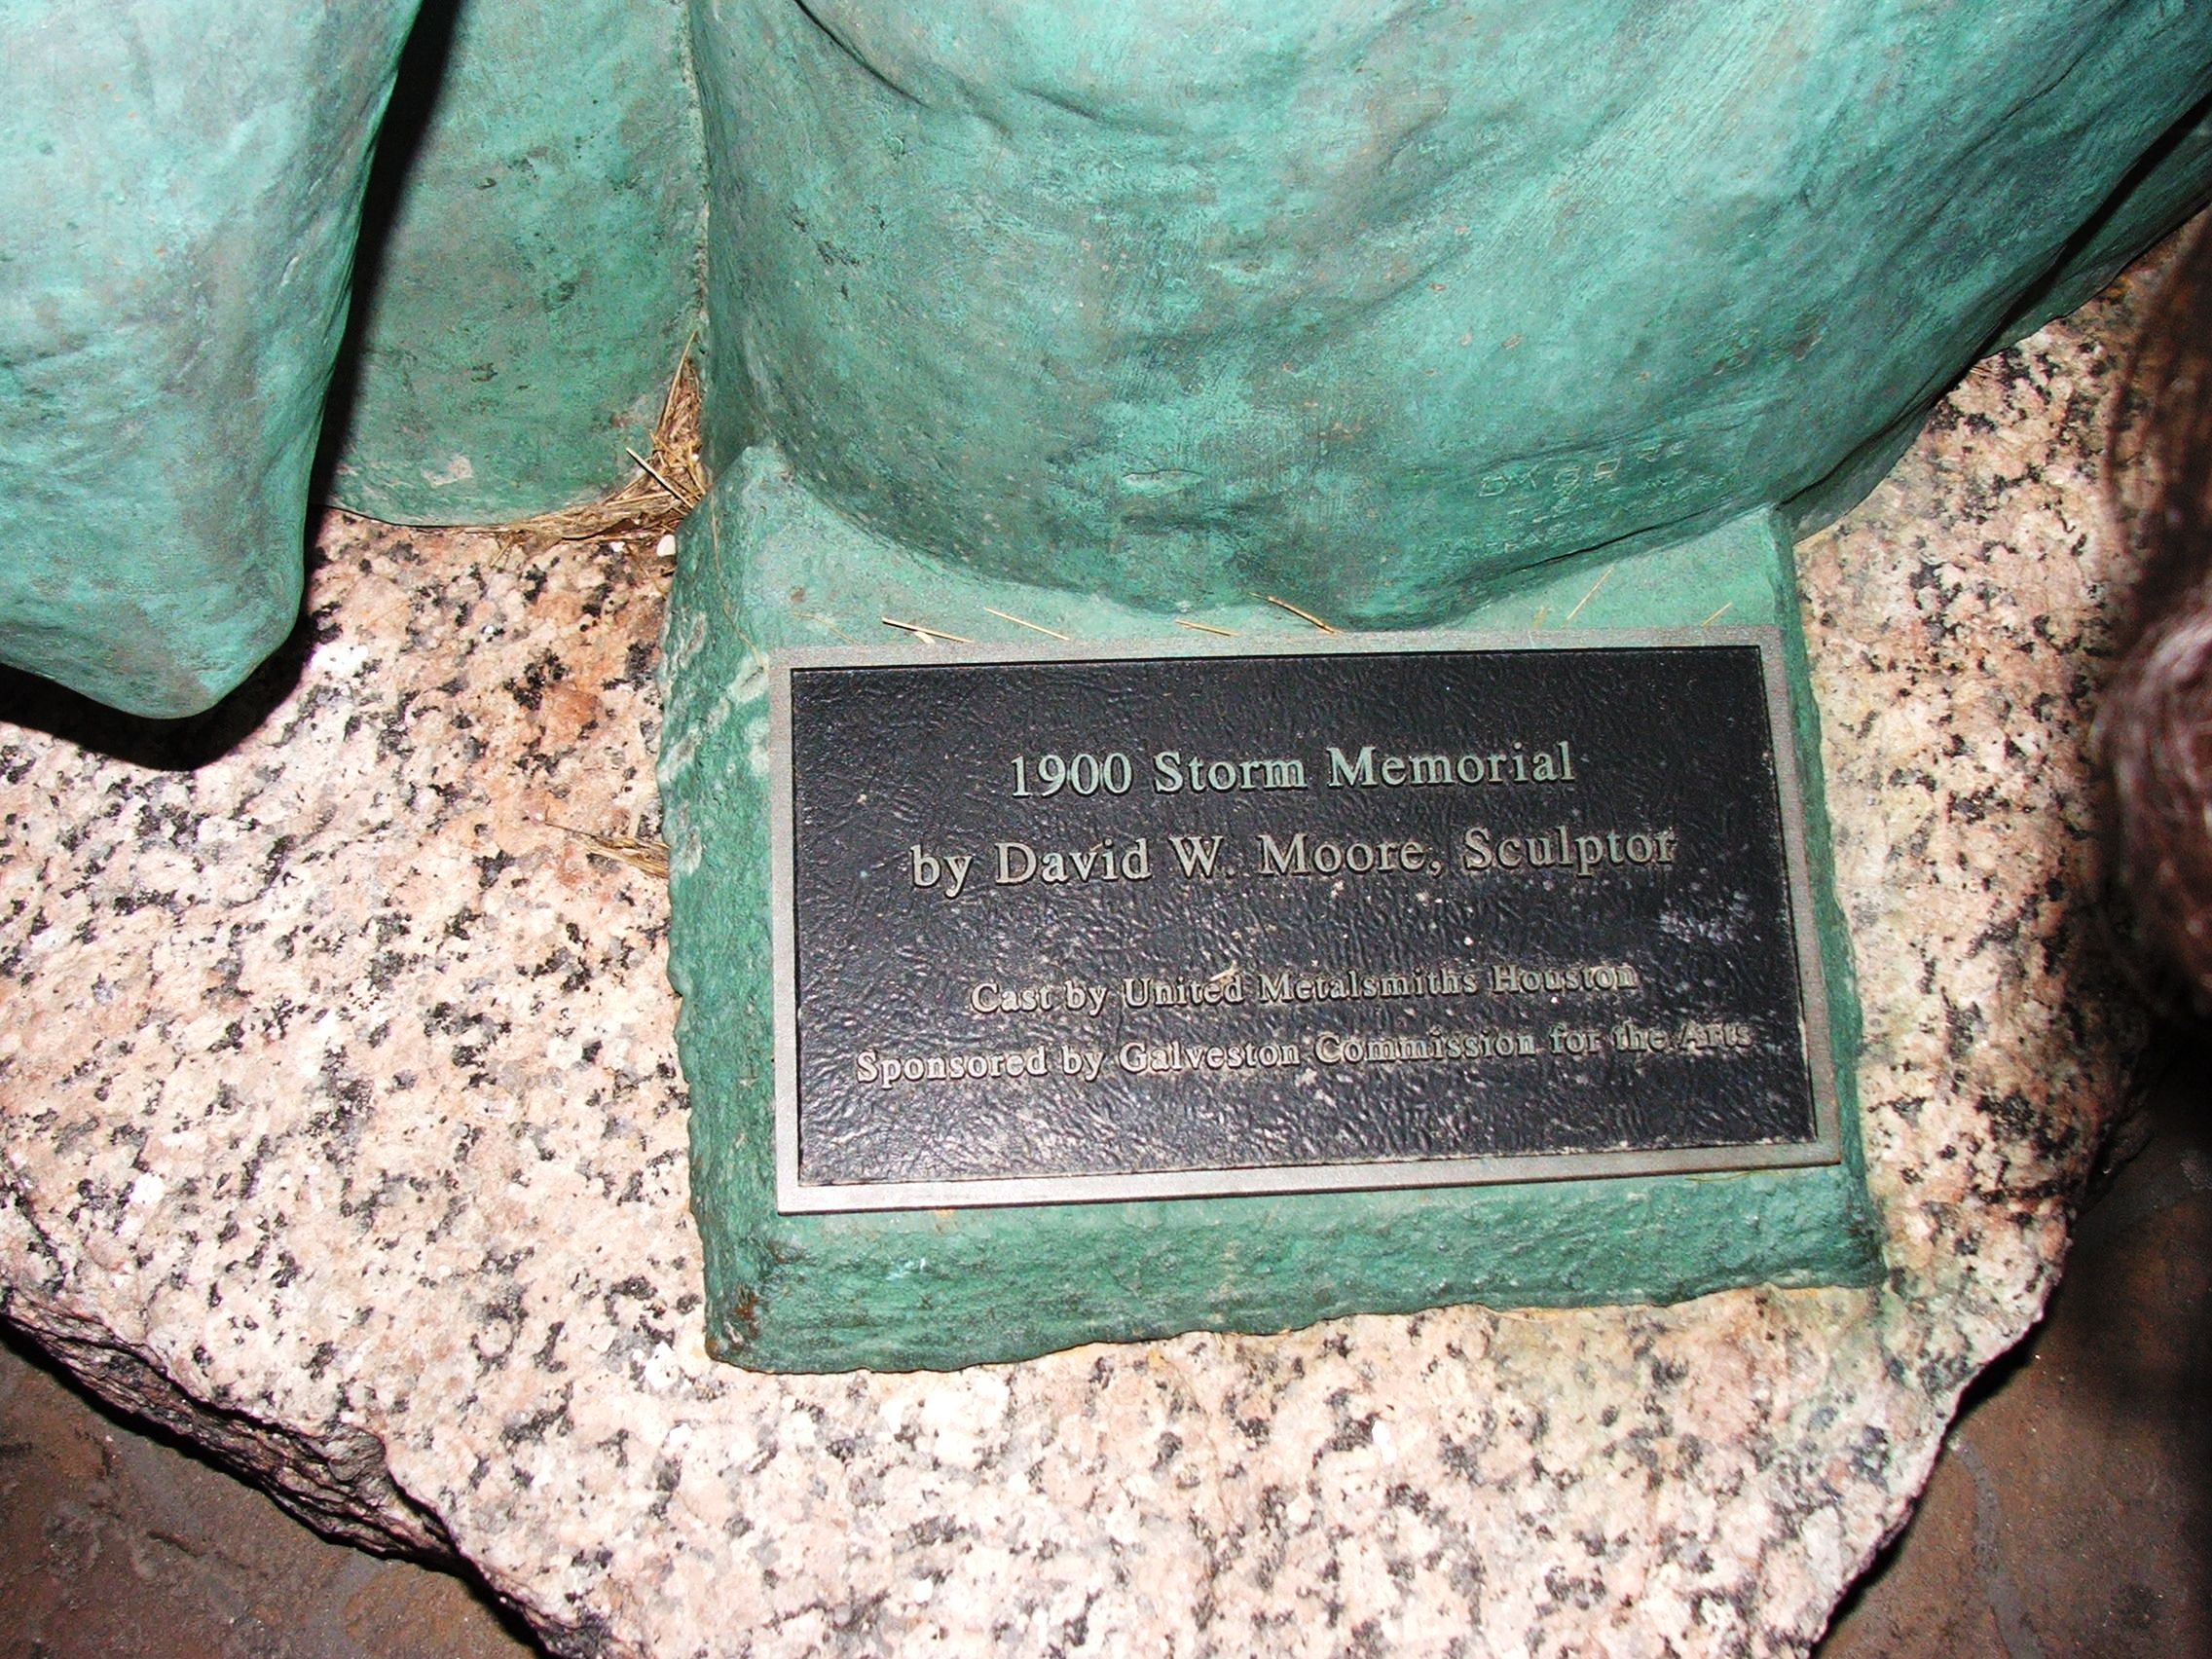 1900 Storm Memorial
by David W. Moore, Sculptor
Cast by United Metalsmiths Houston
Sponsored by Galveston Commission for the Arts